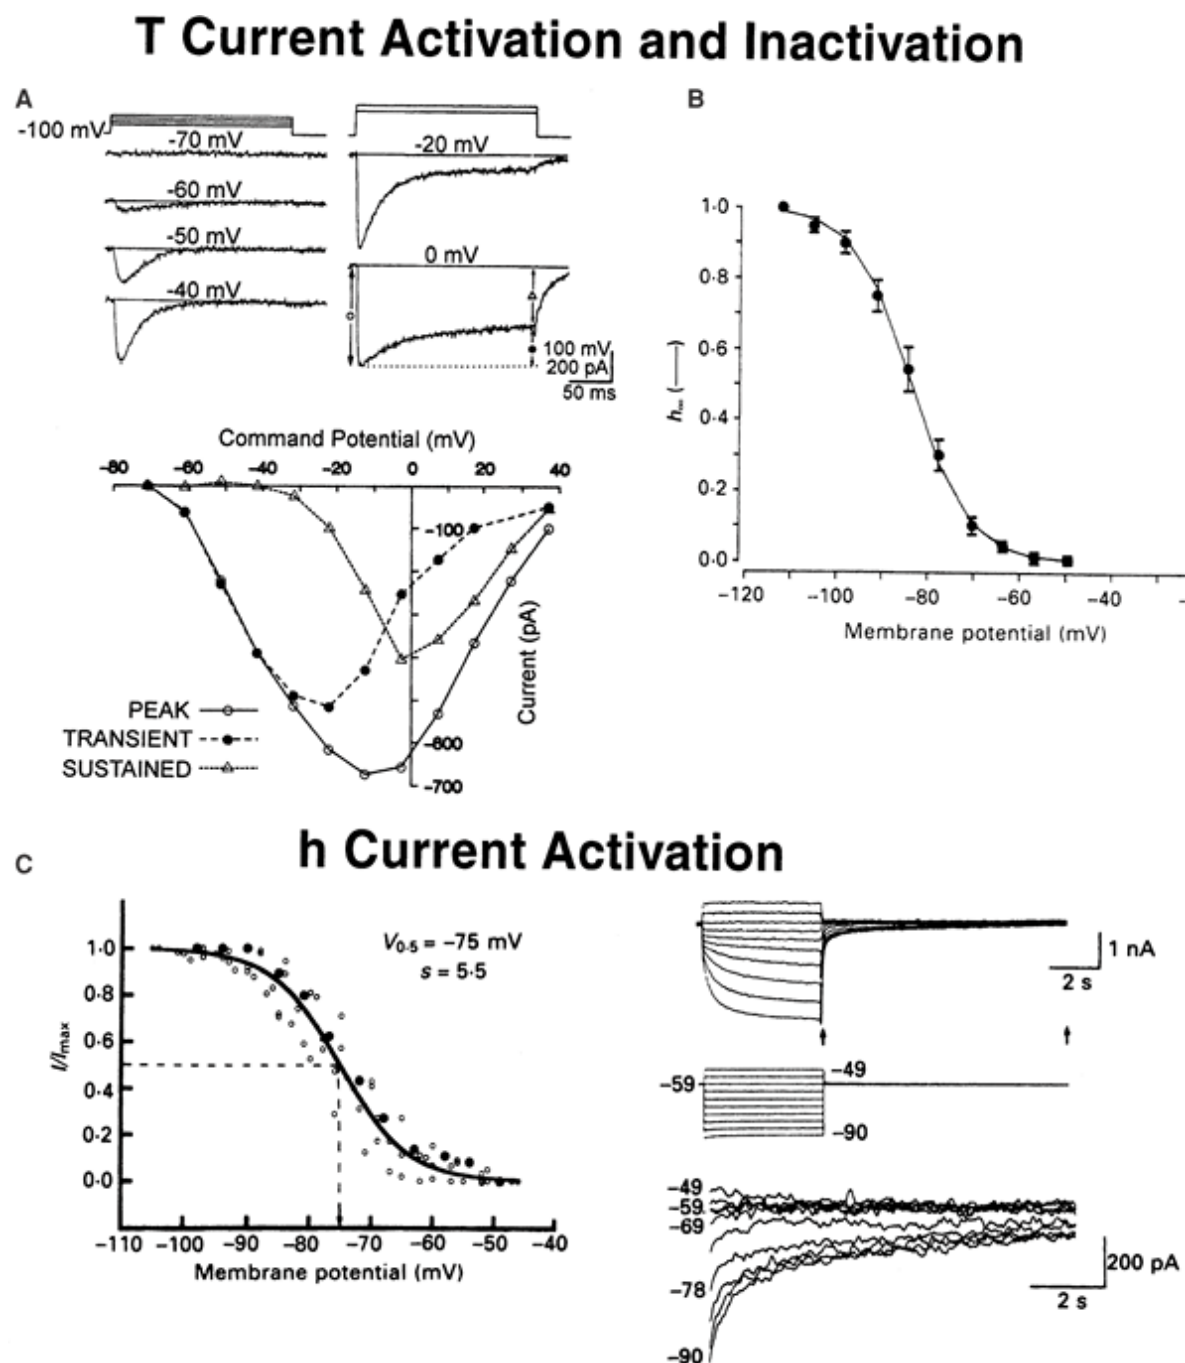 T Current Activation and Inactivation
A
-100 mV
-70 mV
-60 mV
-50 mV
-40 mV
-20 mV
0 mV
100 mV
200 pA
50 ms
Command Potential (mV)
-80 -60 -40 -20 0 20 40
-100
-600
-700
Current (pA)
PEAK
TRANSIENT
SUSTAINED
B
1·0
0·8
0·6
0·4
0·2
0·0
h∞ (——)
-120 -100 -80 -60 -40
Membrane potential (mV)
h Current Activation
C
V0·5 = -75 mV
s = 5·5
1·0
0·8
0·6
0·4
0·2
0·0
I/Imax
-110 -100 -90 -80 -70 -60 -50 -40
Membrane potential (mV)
1 nA
2 s
-59
-49
-90
-49
-59
-69
-78
-90
200 pA
2 s